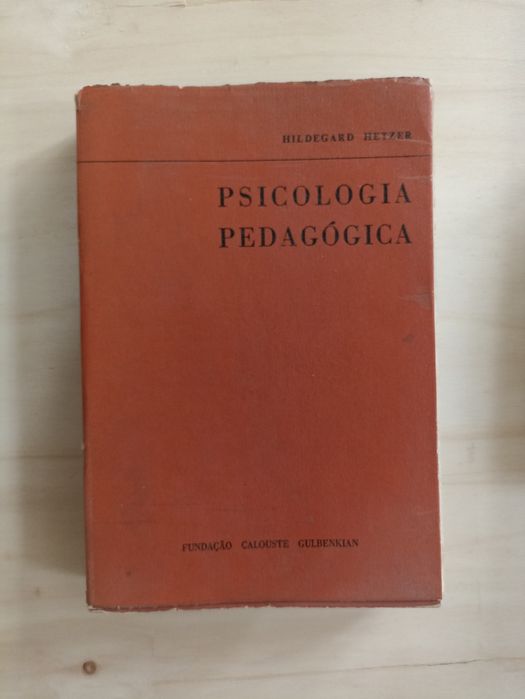 HILDEGARD HETZER
PSICOLOGIA
PEDAGÓGICA
FUNDAÇÃO CALOUSTE GULBENKIAN